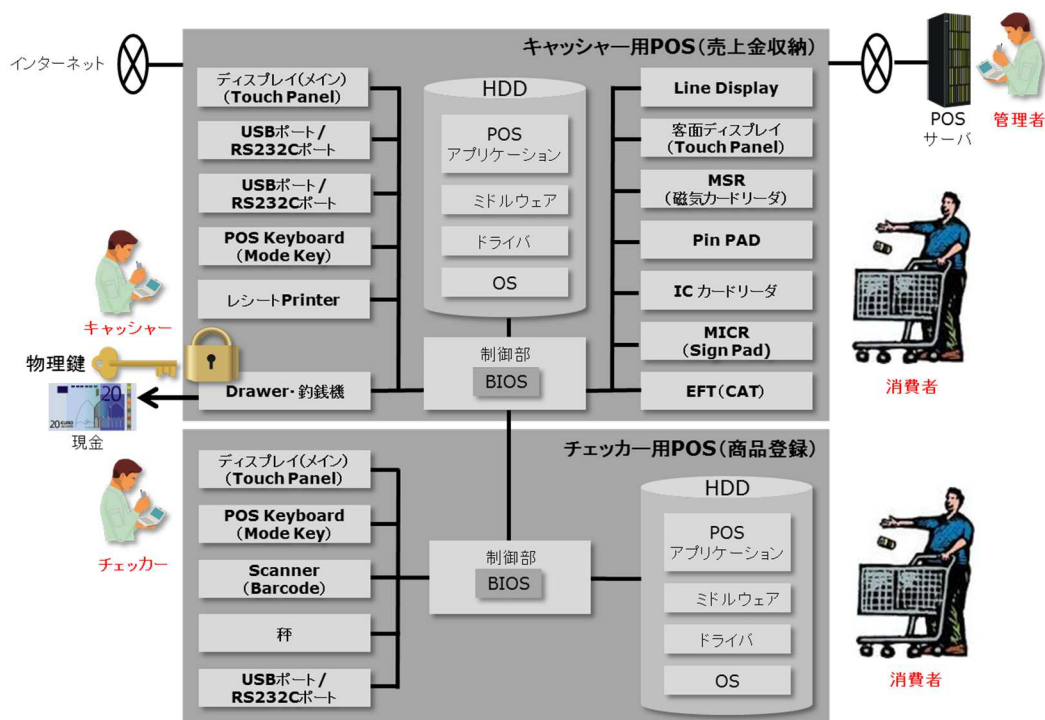 キャッシャー用POS(売上金収納)
インターネット
ディスプレイ(メイン)
(Touch Panel)
USBポート/
RS232Cポート
USBポート/
RS232Cポート
POS Keyboard
(Mode Key)
レシートPrinter
Drawer・釣銭機
HDD
POS
アプリケーション
ミドルウェア
ドライバ
OS
制御部
BIOS
Line Display
客面ディスプレイ
(Touch Panel)
MSR
(磁気カードリーダ)
Pin PAD
IC カードリーダ
MICR
(Sign Pad)
EFT(CAT)
POS
サーバ
管理者
キャッシャー
物理鍵
20
20 EURO
現金
消費者
チェッカー用POS(商品登録)
ディスプレイ(メイン)
(Touch Panel)
POS Keyboard
(Mode Key)
Scanner
(Barcode)
秤
USBポート/
RS232Cポート
制御部
BIOS
HDD
POS
アプリケーション
ミドルウェア
ドライバ
OS
チェッカー
消費者